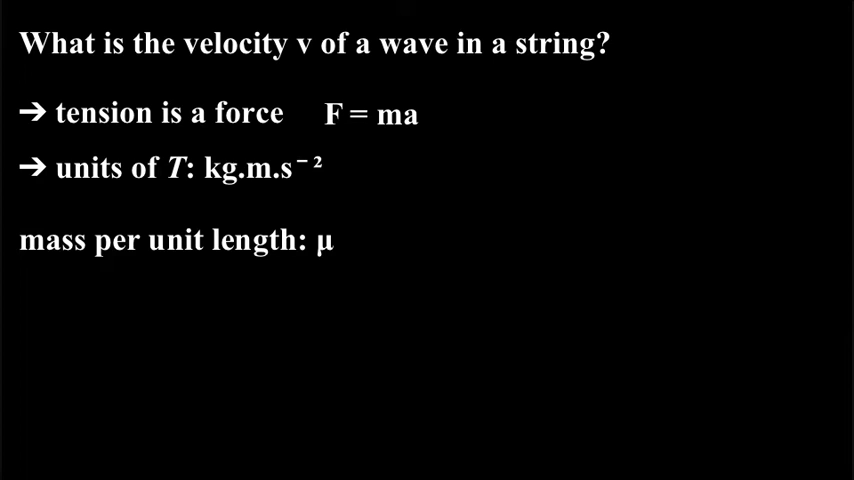 What is the velocity v of a wave in a string?
➔ tension is a force F = ma
➔ units of T: kg.m.s⁻²
mass per unit length: μ